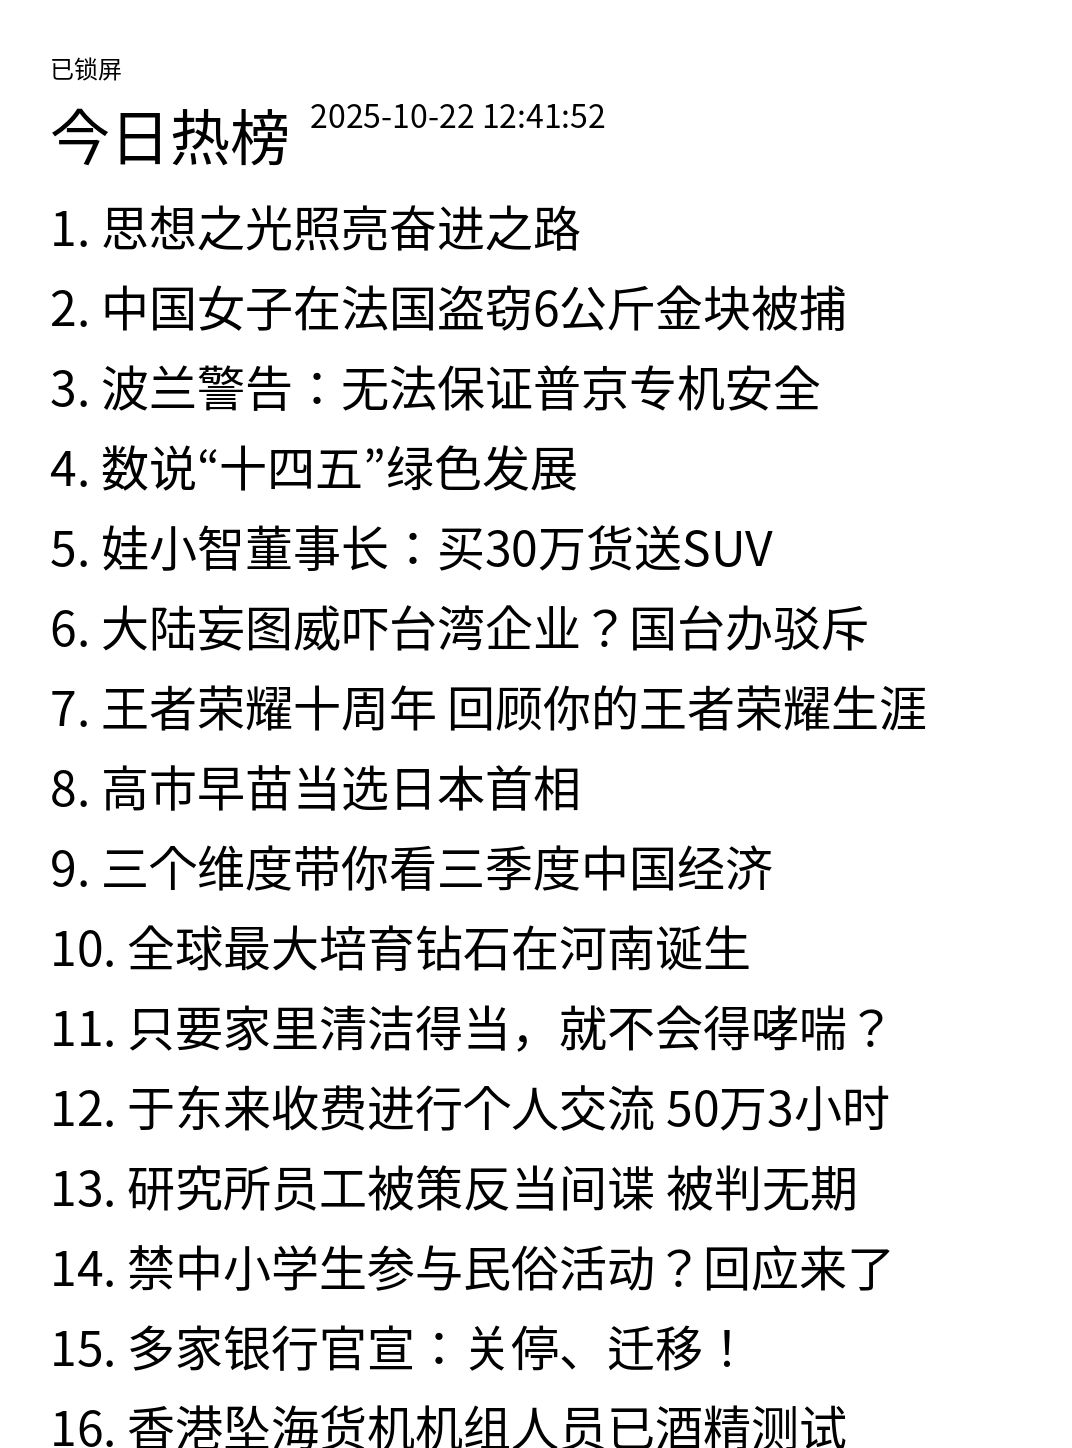 已锁屏
今日热榜 2025-10-22 12:41:52
1. 思想之光照亮奋进之路
2. 中国女子在法国盗窃6公斤金块被捕
3. 波兰警告：无法保证普京专机安全
4. 数说“十四五”绿色发展
5. 娃小智董事长：买30万货送SUV
6. 大陆妄图威吓台湾企业？国台办驳斥
7. 王者荣耀十周年 回顾你的王者荣耀生涯
8. 高市早苗当选日本首相
9. 三个维度带你看三季度中国经济
10. 全球最大培育钻石在河南诞生
11. 只要家里清洁得当，就不会得哮喘？
12. 于东来收费进行个人交流 50万3小时
13. 研究所员工被策反当间谍 被判无期
14. 禁中小学生参与民俗活动？回应来了
15. 多家银行官宣：关停、迁移！
16. 香港坠海货机机组人员已酒精测试